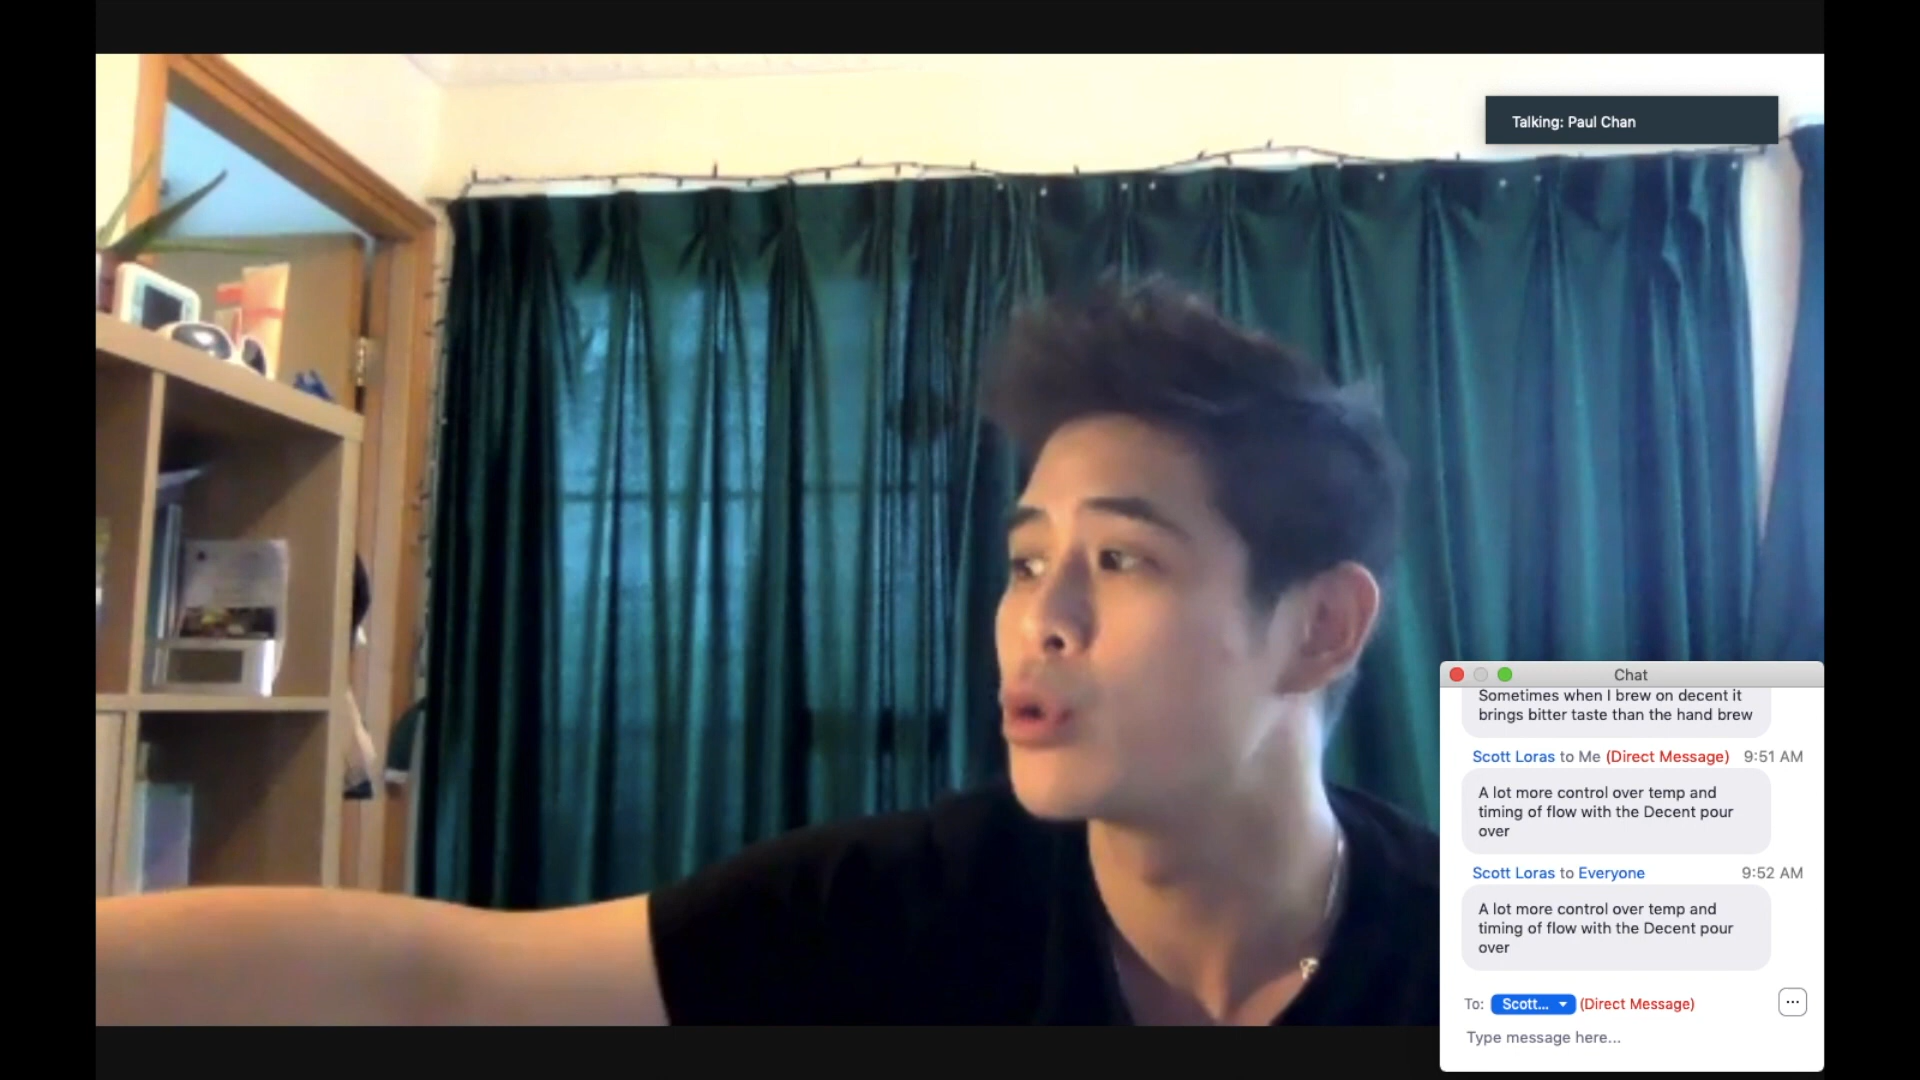 Talking: Paul Chan
Chat
Sometimes when I brew on decent it
brings bitter taste than the hand brew
Scott Loras to Me (Direct Message) 9:51 AM
A lot more control over temp and
timing of flow with the Decent pour
over
Scott Loras to Everyone 9:52 AM
A lot more control over temp and
timing of flow with the Decent pour
over
To: Scott... (Direct Message)
Type message here...